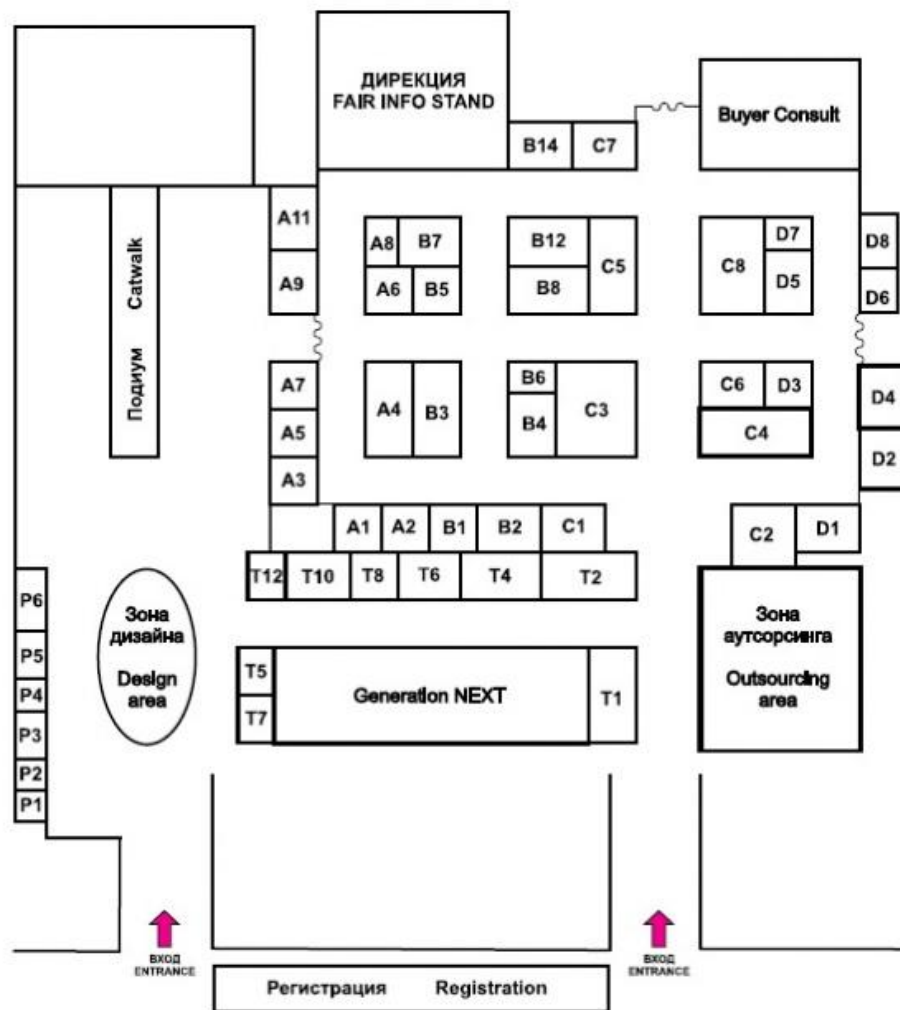 ДИРЕКЦИЯ
FAIR INFO STAND
Buyer Consult
B14 C7
A11
A8 B7
B12
C5
C8
D7
D8
A9
A6 B5
B8
D5
D6
Подиум Catwalk
A7
A4 B3
B6
C3
C6 D3
D4
A5
B4
C4
D2
A3
A1 A2 B1 B2 C1
C2 D1
T12 T10 T8 T6 T4 T2
P6
P5
P4
P3
P2
P1
Зона
дизайна
Design
area
T5
T7
Generation NEXT
T1
Зона
аутсорсинга
Outsourcing
area
ВХОД
ENTRANCE
ВХОД
ENTRANCE
Регистрация Registration